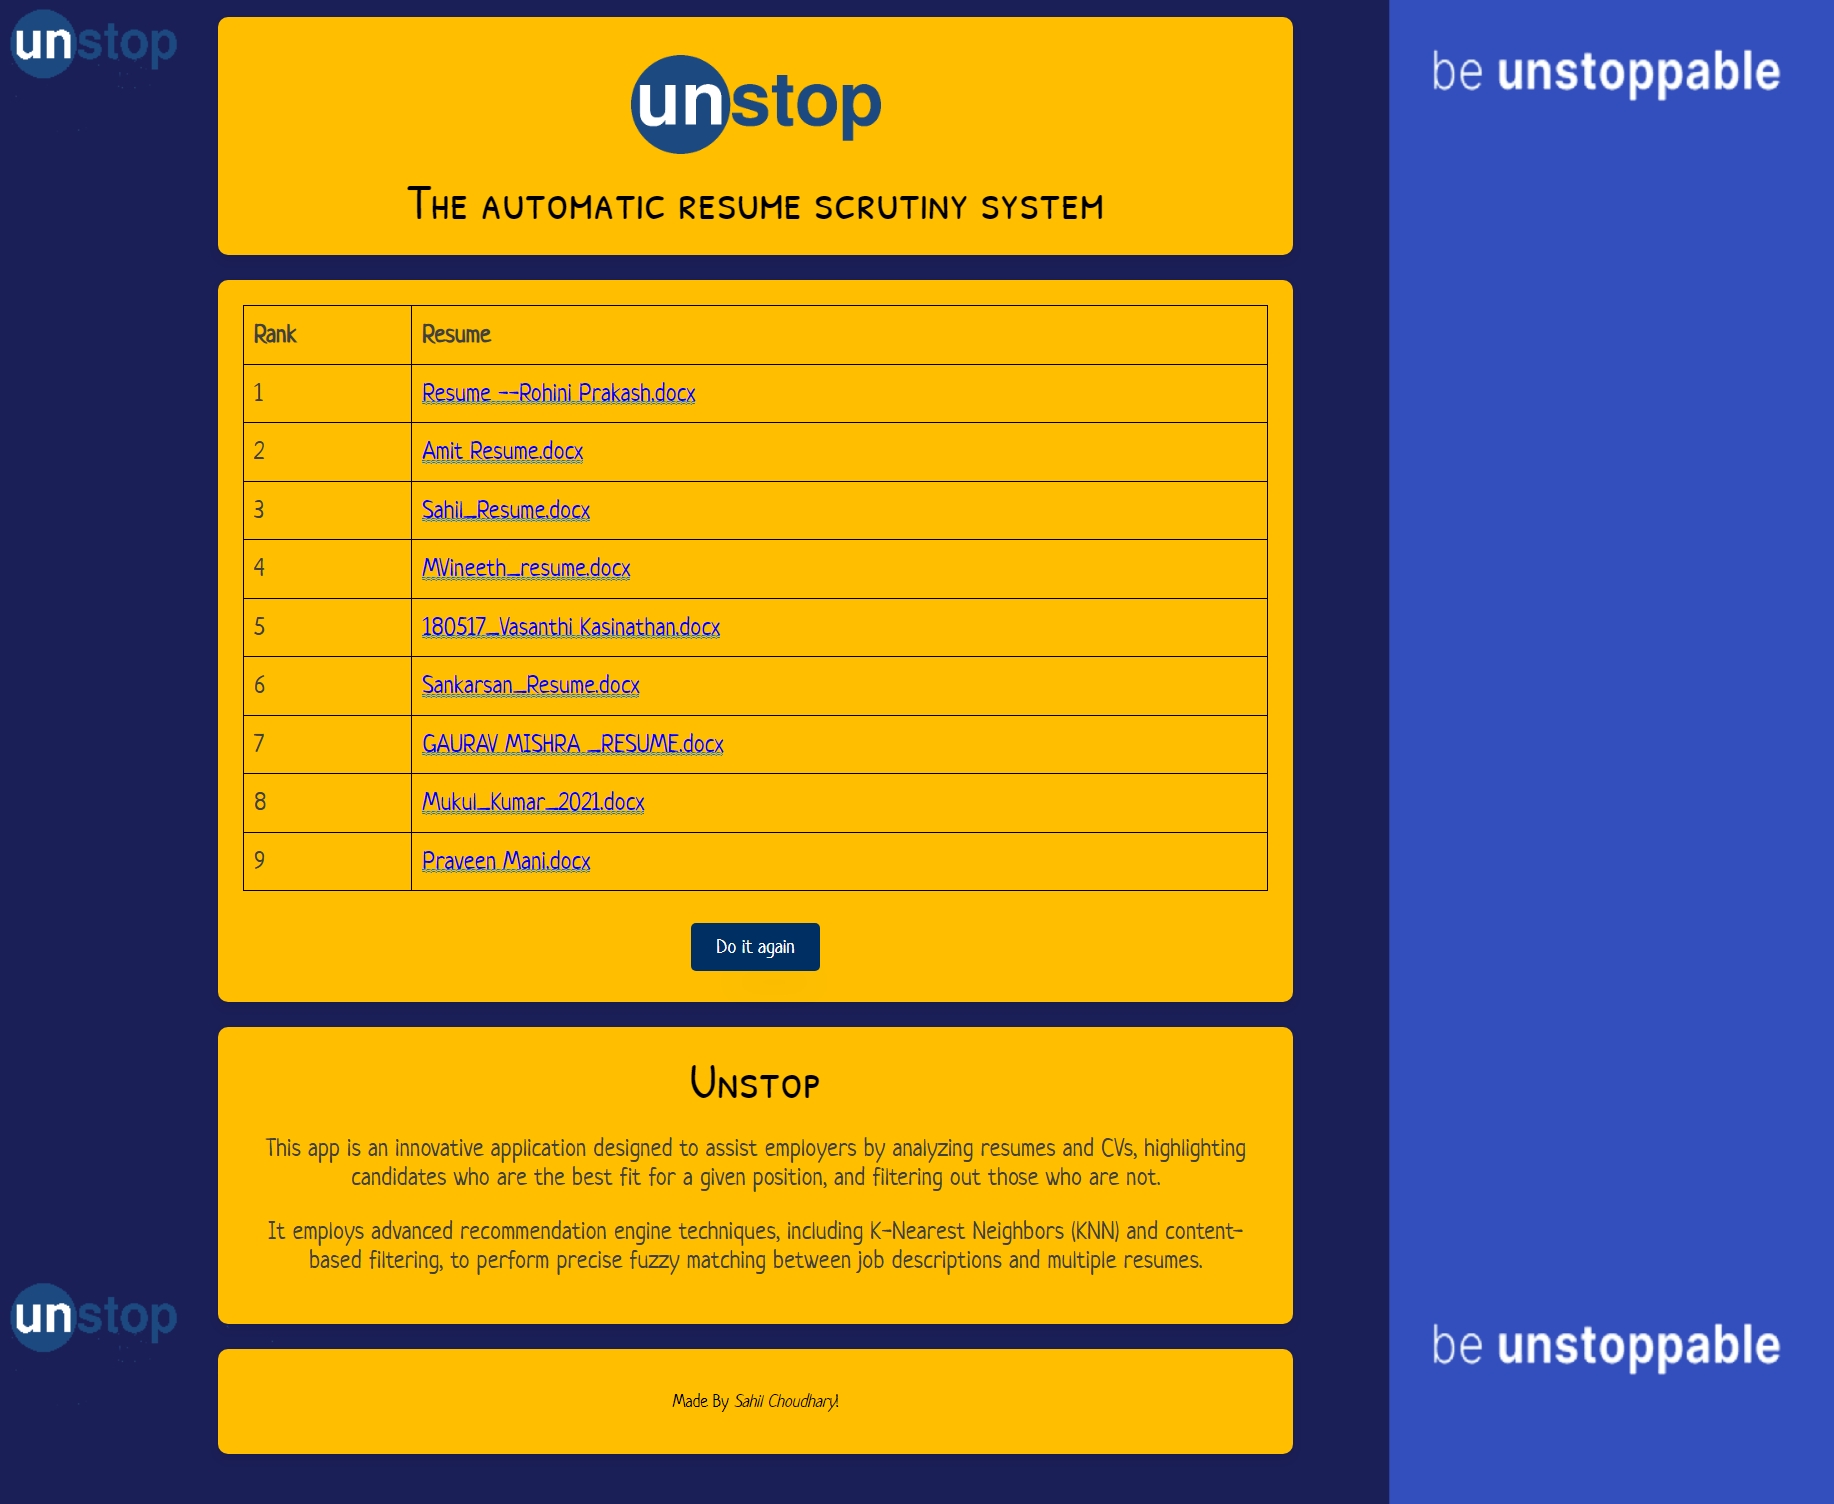 unstop
be unstoppable
unstop
The automatic resume scrutiny system
Rank Resume
1 Resume --Rohini Prakash.docx
2 Amit Resume.docx
3 Sahil_Resume.docx
4 MVineeth_resume.docx
5 180517_Vasanthi Kasinathan.docx
6 Sankarsan_Resume.docx
7 GAURAV MISHRA _RESUME.docx
8 Mukul_Kumar_2021.docx
9 Praveen Mani.docx
Do it again
Unstop
This app is an innovative application designed to assist employers by analyzing resumes and CVs, highlighting
candidates who are the best fit for a given position, and filtering out those who are not.
It employs advanced recommendation engine techniques, including K-Nearest Neighbors (KNN) and content-
based filtering, to perform precise fuzzy matching between job descriptions and multiple resumes.
unstop
be unstoppable
Made By Sahil Choudhary!